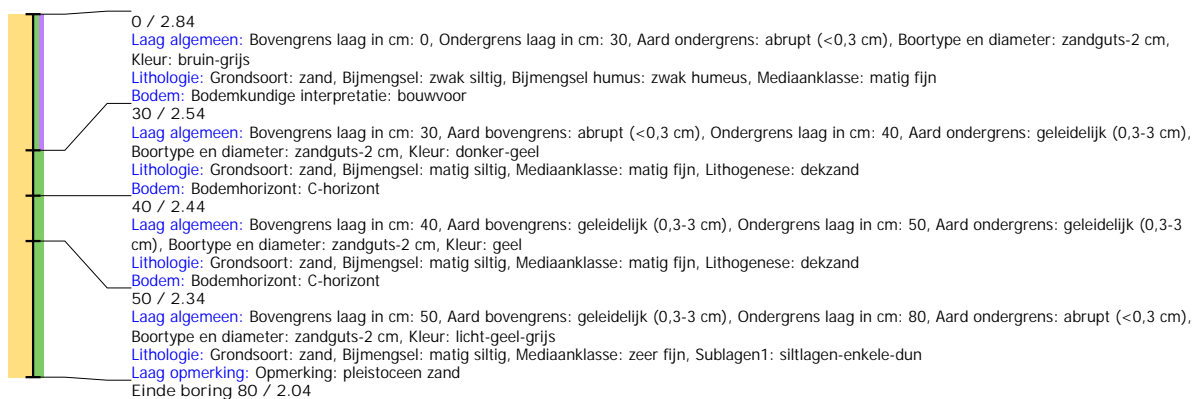 0 / 2.84
Laag algemeen: Bovengrens laag in cm: 0, Ondergrens laag in cm: 30, Aard ondergrens: abrupt (<0,3 cm), Boortype en diameter: zandguts-2 cm,
Kleur: bruin-grijs
Lithologie: Grondsoort: zand, Bijmengsel: zwak siltig, Bijmengsel humus: zwak humeus, Mediaanklasse: matig fijn
Bodem: Bodemkundige interpretatie: bouwvoor
30 / 2.54
Laag algemeen: Bovengrens laag in cm: 30, Aard bovengrens: abrupt (<0,3 cm), Ondergrens laag in cm: 40, Aard ondergrens: geleidelijk (0,3-3 cm),
Boortype en diameter: zandguts-2 cm, Kleur: donker-geel
Lithologie: Grondsoort: zand, Bijmengsel: matig siltig, Mediaanklasse: matig fijn, Lithogenese: dekzand
Bodem: Bodemhorizont: C-horizont
40 / 2.44
Laag algemeen: Bovengrens laag in cm: 40, Aard bovengrens: geleidelijk (0,3-3 cm), Ondergrens laag in cm: 50, Aard ondergrens: geleidelijk (0,3-3
cm), Boortype en diameter: zandguts-2 cm, Kleur: geel
Lithologie: Grondsoort: zand, Bijmengsel: matig siltig, Mediaanklasse: matig fijn, Lithogenese: dekzand
Bodem: Bodemhorizont: C-horizont
50 / 2.34
Laag algemeen: Bovengrens laag in cm: 50, Aard bovengrens: geleidelijk (0,3-3 cm), Ondergrens laag in cm: 80, Aard ondergrens: abrupt (<0,3 cm),
Boortype en diameter: zandguts-2 cm, Kleur: licht-geel-grijs
Lithologie: Grondsoort: zand, Bijmengsel: matig siltig, Mediaanklasse: zeer fijn, Sublagen1: siltlagen-enkele-dun
Laag opmerking: Opmerking: pleistoceen zand
Einde boring 80 / 2.04